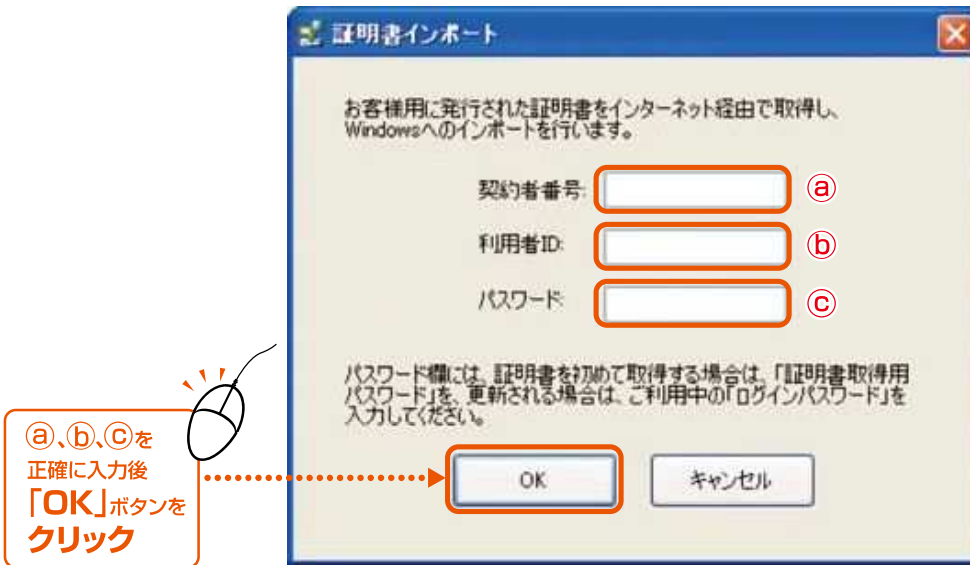 証明書インポート
お客様用に発行された証明書をインターネット経由で取得し、
Windowsへのインポートを行います。
契約者番号: ⓐ
利用者ID: ⓑ
パスワード: ⓒ
パスワード欄には、証明書を初めて取得する場合は、「証明書取得用
パスワード」を、更新される場合は、ご利用中の「ログインパスワード」を
入力してください。
ⓐ、ⓑ、ⓒを
正確に入力後
「OK」ボタンを
クリック
OK キャンセル